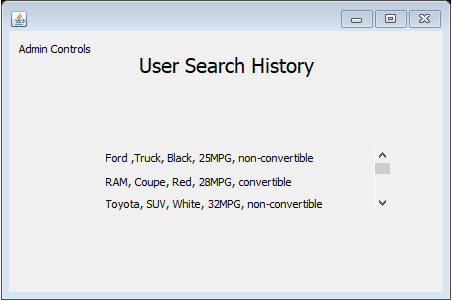 Admin Controls
User Search History
Ford ,Truck, Black, 25MPG, non-convertible
RAM, Coupe, Red, 28MPG, convertible
Toyota, SUV, White, 32MPG, non-convertible